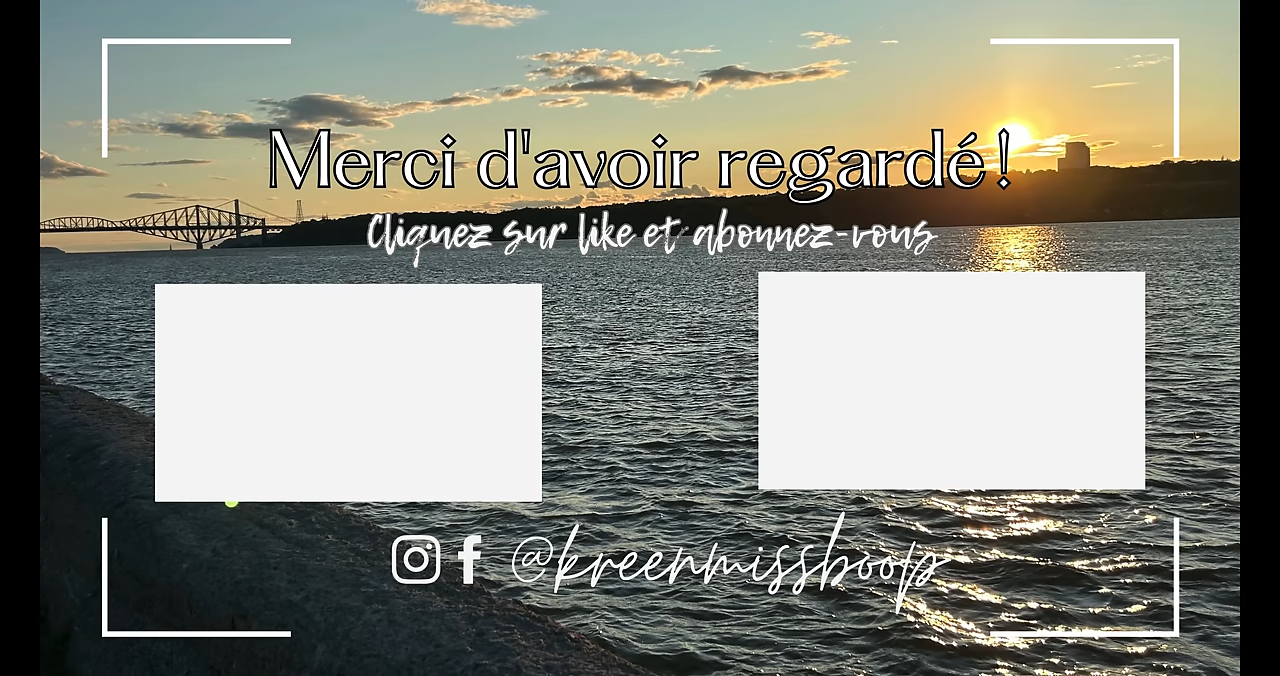 Merci d'avoir regardé !
Cliquez sur like et abonnez-vous
@kreenmissboop